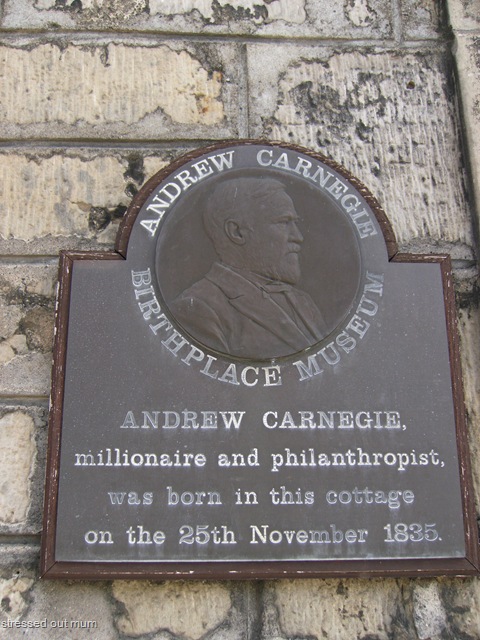 ANDREW CARNEGIE
BIRTHPLACE MUSEUM
ANDREW CARNEGIE,
millionaire and philanthropist,
was born in this cottage
on the 25th November 1835.
stressed out mum